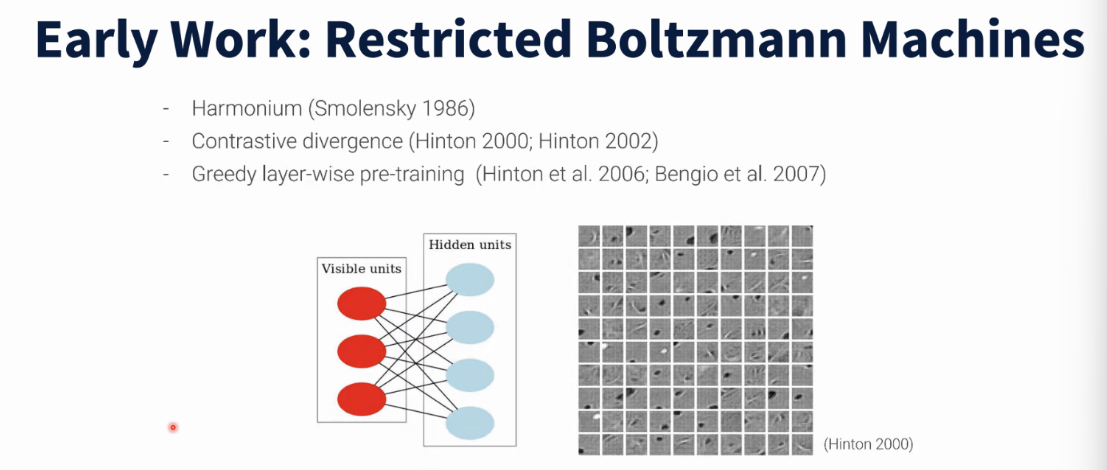 Early Work: Restricted Boltzmann Machines
- Harmonium (Smolensky 1986)
- Contrastive divergence (Hinton 2000; Hinton 2002)
- Greedy layer-wise pre-training (Hinton et al. 2006; Bengio et al. 2007)
Hidden units
Visible units
(Hinton 2000)